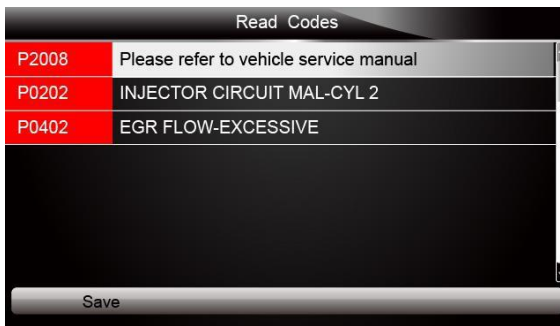 Read Codes
P2008 Please refer to vehicle service manual
P0202 INJECTOR CIRCUIT MAL-CYL 2
P0402 EGR FLOW-EXCESSIVE
Save